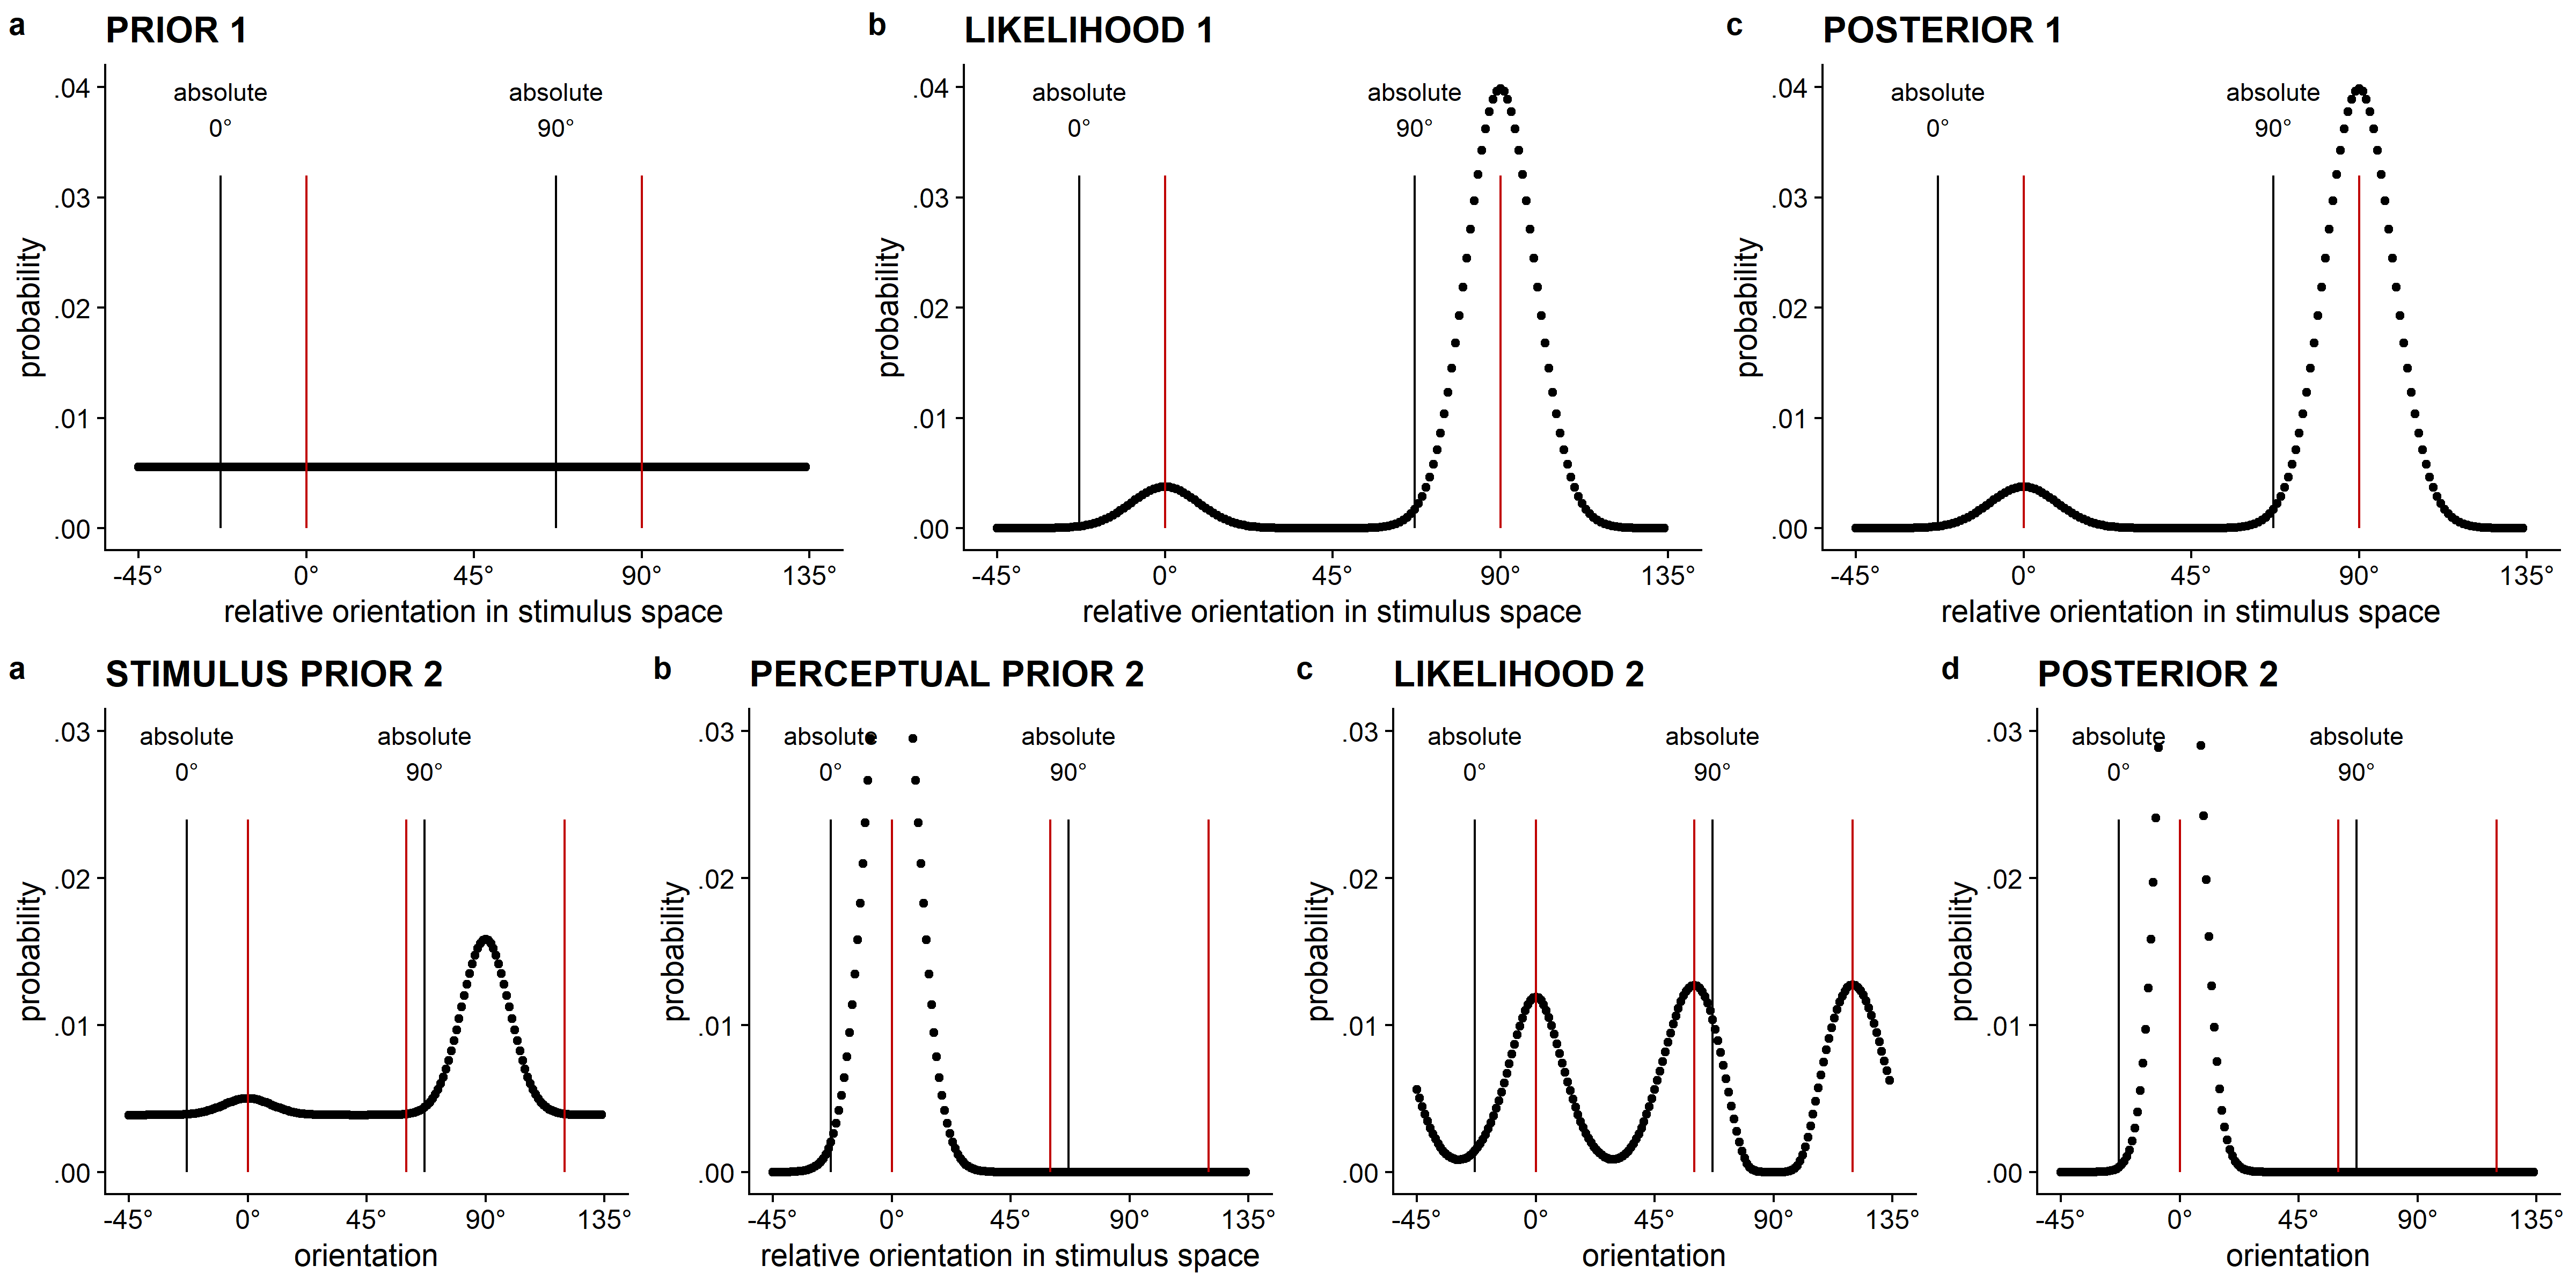 a PRIOR 1
.04
.03
.02
.01
.00
probability
absolute
0°
absolute
90°
-45° 0° 45° 90° 135°
relative orientation in stimulus space
b LIKELIHOOD 1
.04
.03
.02
.01
.00
probability
absolute
0°
absolute
90°
-45° 0° 45° 90° 135°
relative orientation in stimulus space
c POSTERIOR 1
.04
.03
.02
.01
.00
probability
absolute
0°
absolute
90°
-45° 0° 45° 90° 135°
relative orientation in stimulus space
a STIMULUS PRIOR 2
.03
.02
.01
.00
probability
absolute
0°
absolute
90°
-45° 0° 45° 90° 135°
orientation
b PERCEPTUAL PRIOR 2
.03
.02
.01
.00
probability
absolute
0°
absolute
90°
-45° 0° 45° 90° 135°
relative orientation in stimulus space
c LIKELIHOOD 2
.03
.02
.01
.00
probability
absolute
0°
absolute
90°
-45° 0° 45° 90° 135°
orientation
d POSTERIOR 2
.03
.02
.01
.00
probability
absolute
0°
absolute
90°
-45° 0° 45° 90° 135°
orientation